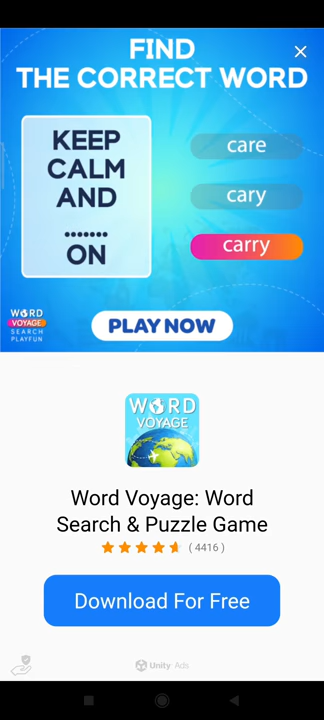 FIND
THE CORRECT WORD
KEEP
CALM
AND
.......
ON
care
cary
carry
WORD
VOYAGE
SEARCH
PLAYFUN
PLAY NOW
WORD
VOYAGE
Word Voyage: Word
Search & Puzzle Game
( 4416 )
Download For Free
Unity Ads